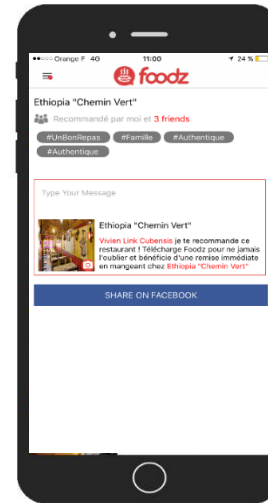 Orange F 4G 11:00 24 %
foodz
Ethiopia "Chemin Vert"
Recommandé par moi et 3 friends
#UnBonRepas #Famille #Authentique
#Authentique
Type Your Message
Ethiopia "Chemin Vert"
Vivien Link Cubensis je te recommande ce
restaurant ! Télécharge Foodz pour ne jamais
l'oublier et bénéficie d'une remise immédiate
en mangeant chez Ethiopia "Chemin Vert"
SHARE ON FACEBOOK